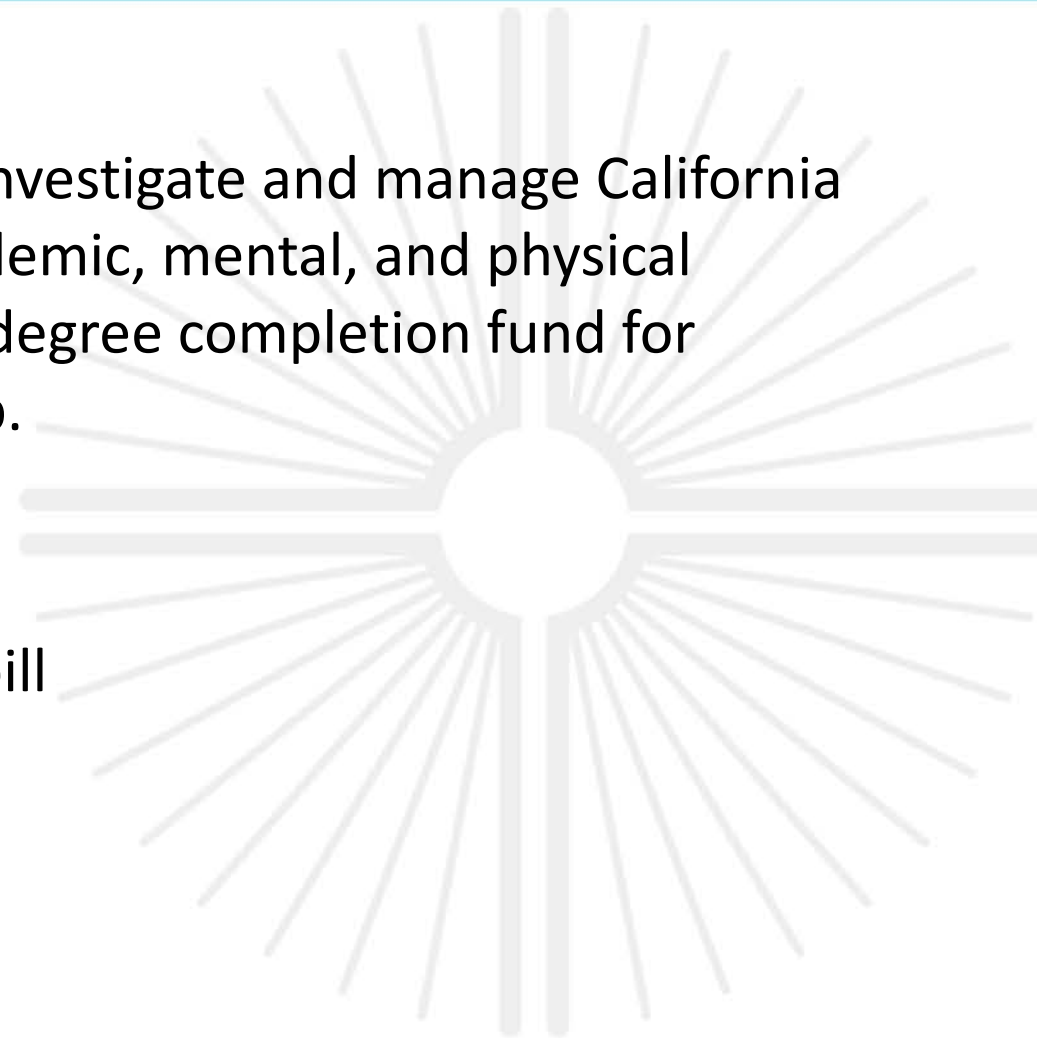 nvestigate and manage California
lemic, mental, and physical
degree completion fund for
.
ill